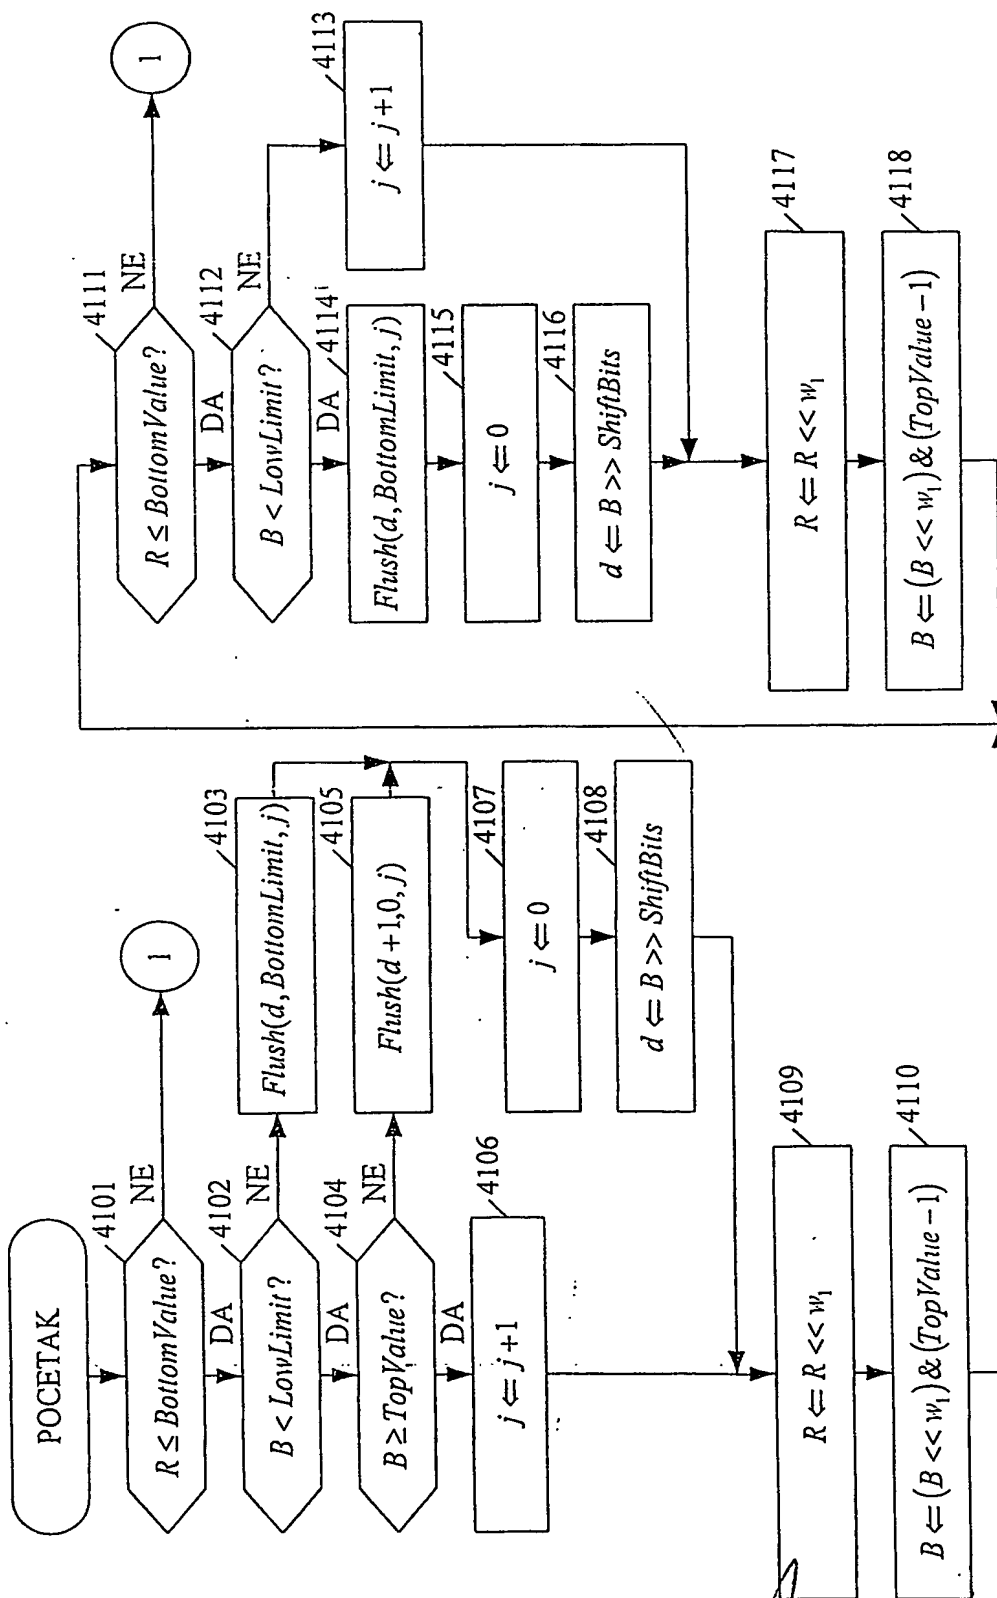 POCETAK
4101
R ≤ BottomValue?
NE
1
DA
4102
B < LowLimit?
NE
4103
Flush(d, BottomLimit, j)
DA
4104
B ≥ TopValue?
NE
4105
Flush(d + 1,0, j)
DA
4106
j ⇐ j + 1
4107
j ⇐ 0
4108
d ⇐ B >> ShiftBits
4109
R ⇐ R << w₁
4110
B ⇐ (B << w₁) & (TopValue − 1)
4111
R ≤ BottomValue?
NE
1
DA
4112
B < LowLimit?
NE
4113
j ⇐ j + 1
DA
4114
Flush(d, BottomLimit, j)
4115
j ⇐ 0
4116
d ⇐ B >> ShiftBits
4117
R ⇐ R << w₁
4118
B ⇐ (B << w₁) & (TopValue − 1)